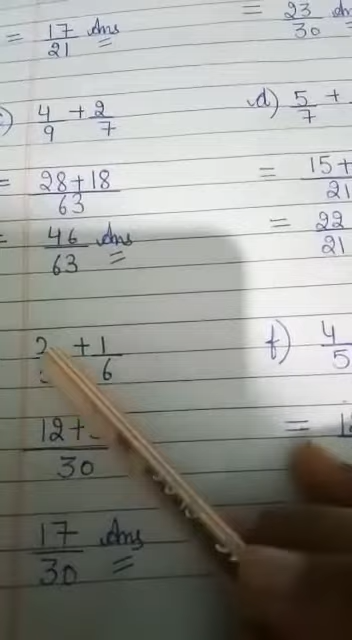 = 17/21 Ans
= 23/30 Ans
) 4/9 + 2/7
= 28+18/63
= 46/63 Ans
d) 5/7 +
= 15+/21
= 22/21
+ 1/6
12+/30
17/30 Ans
f) 4/5
=